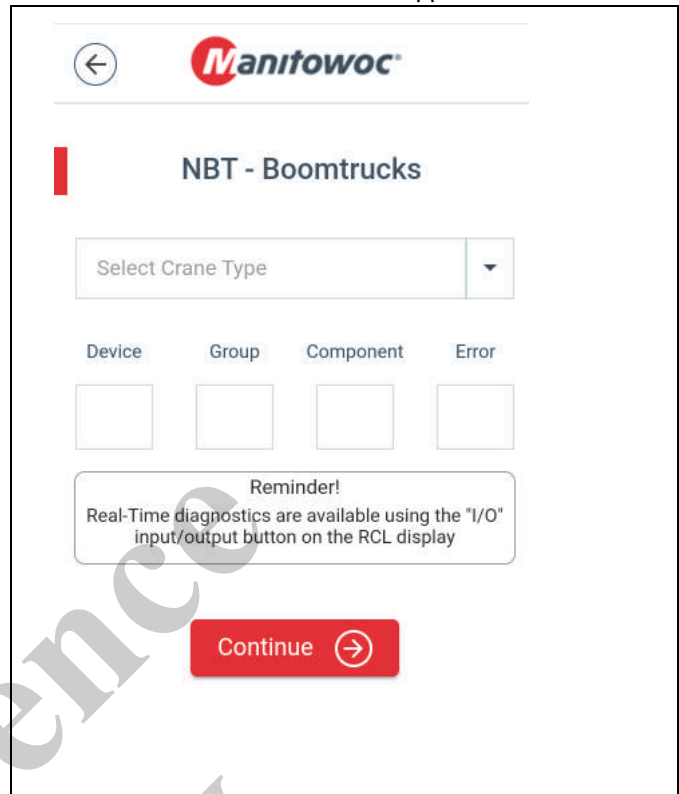 Manitowoc
NBT - Boomtrucks
Select Crane Type
Device Group Component Error
Reminder!
Real-Time diagnostics are available using the "I/O"
input/output button on the RCL display
Continue